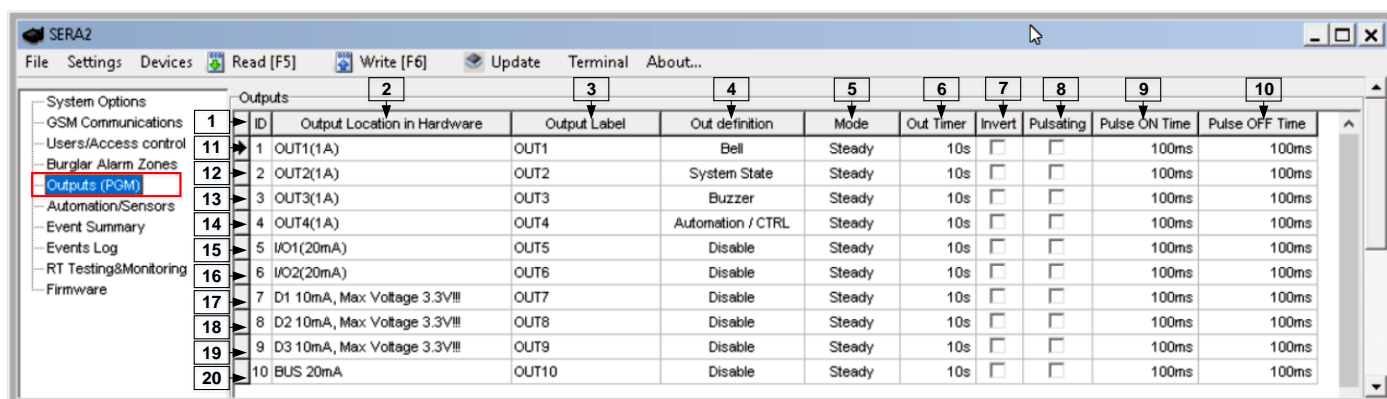 SERA2
File Settings Devices Read [F5] Write [F6] Update Terminal About...
System Options
GSM Communications
Users/Access control
Burglar Alarm Zones
Outputs (PGM)
Automation/Sensors
Event Summary
Events Log
RT Testing&Monitoring
Firmware
Outputs
2 3 4 5 6 7 8 9 10
1 ID Output Location in Hardware Output Label Out definition Mode Out Timer Invert Pulsating Pulse ON Time Pulse OFF Time
11 1 OUT1(1A) OUT1 Bell Steady 10s 100ms 100ms
12 2 OUT2(1A) OUT2 System State Steady 10s 100ms 100ms
13 3 OUT3(1A) OUT3 Buzzer Steady 10s 100ms 100ms
14 4 OUT4(1A) OUT4 Automation / CTRL Steady 10s 100ms 100ms
15 5 I/O1(20mA) OUT5 Disable Steady 10s 100ms 100ms
16 6 I/O2(20mA) OUT6 Disable Steady 10s 100ms 100ms
17 7 D1 10mA, Max Voltage 3.3V!!! OUT7 Disable Steady 10s 100ms 100ms
18 8 D2 10mA, Max Voltage 3.3V!!! OUT8 Disable Steady 10s 100ms 100ms
19 9 D3 10mA, Max Voltage 3.3V!!! OUT9 Disable Steady 10s 100ms 100ms
20 10 BUS 20mA OUT10 Disable Steady 10s 100ms 100ms